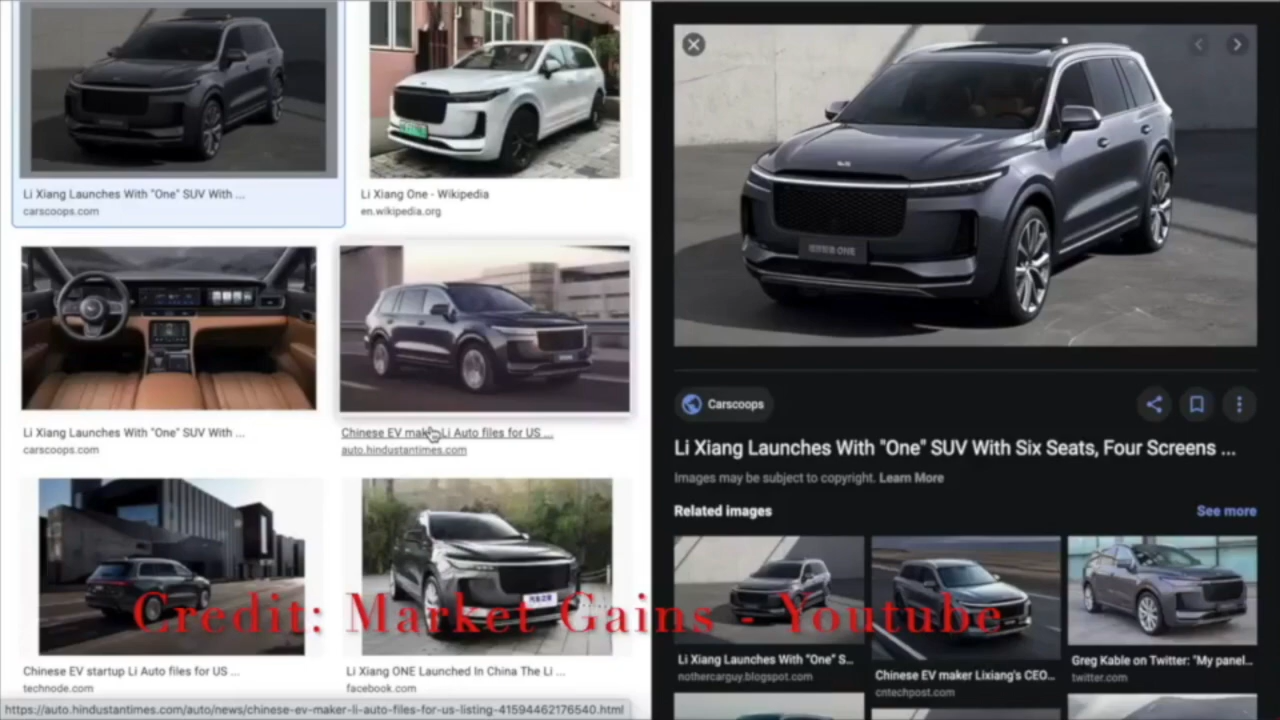 Li Xiang Launches With "One" SUV With ...
carscoops.com
Li Xiang One - Wikipedia
en.wikipedia.org
Li Xiang Launches With "One" SUV With ...
carscoops.com
Chinese EV maker Li Auto files for US ...
auto.hindustantimes.com
Chinese EV startup Li Auto files for US ...
technode.com
Li Xiang ONE Launched In China The Li ...
facebook.com
https://auto.hindustantimes.com/auto/news/chinese-ev-maker-li-auto-files-for-us-listing-41594462176540.html
Credit: Market Gains - Youtube
ONE
Carscoops
Li Xiang Launches With "One" SUV With Six Seats, Four Screens ...
Images may be subject to copyright. Learn More
Related images
See more
Li Xiang Launches With "One" S...
nothercarguy.blogspot.com
Chinese EV maker Lixiang's CEO...
cntechpost.com
Greg Kable on Twitter: "My panel...
twitter.com